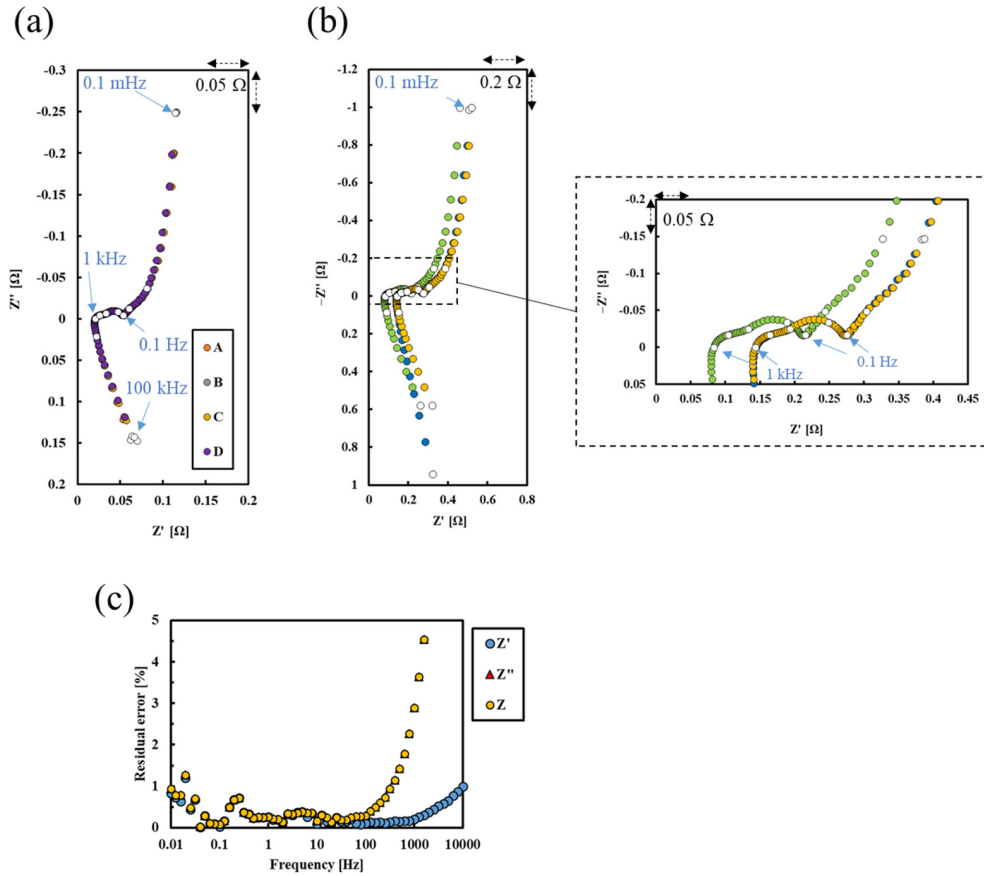 (a)
-0.3
-0.25
-0.2
-0.15
-0.1
-0.05
0
0.05
0.1
0.15
0.2
Z'' [Ω]
0.1 mHz
0.05 Ω
1 kHz
0.1 Hz
100 kHz
A
B
C
D
0 0.05 0.1 0.15 0.2
Z' [Ω]
(b)
-1.2
-1
-0.8
-0.6
-0.4
-0.2
0
0.2
0.4
0.6
0.8
1
−Z'' [Ω]
0.2 Ω
0.1 mHz
0 0.2 0.4 0.6 0.8
Z' [Ω]
-0.2
-0.15
-0.1
-0.05
0
0.05
−Z'' [Ω]
0.05 Ω
1 kHz
0.1 Hz
0 0.05 0.1 0.15 0.2 0.25 0.3 0.35 0.4 0.45
Z' [Ω]
(c)
5
4
3
2
1
0
Residual error [%]
0.01 0.1 1 10 100 1000 10000
Frequency [Hz]
Z'
Z''
Z